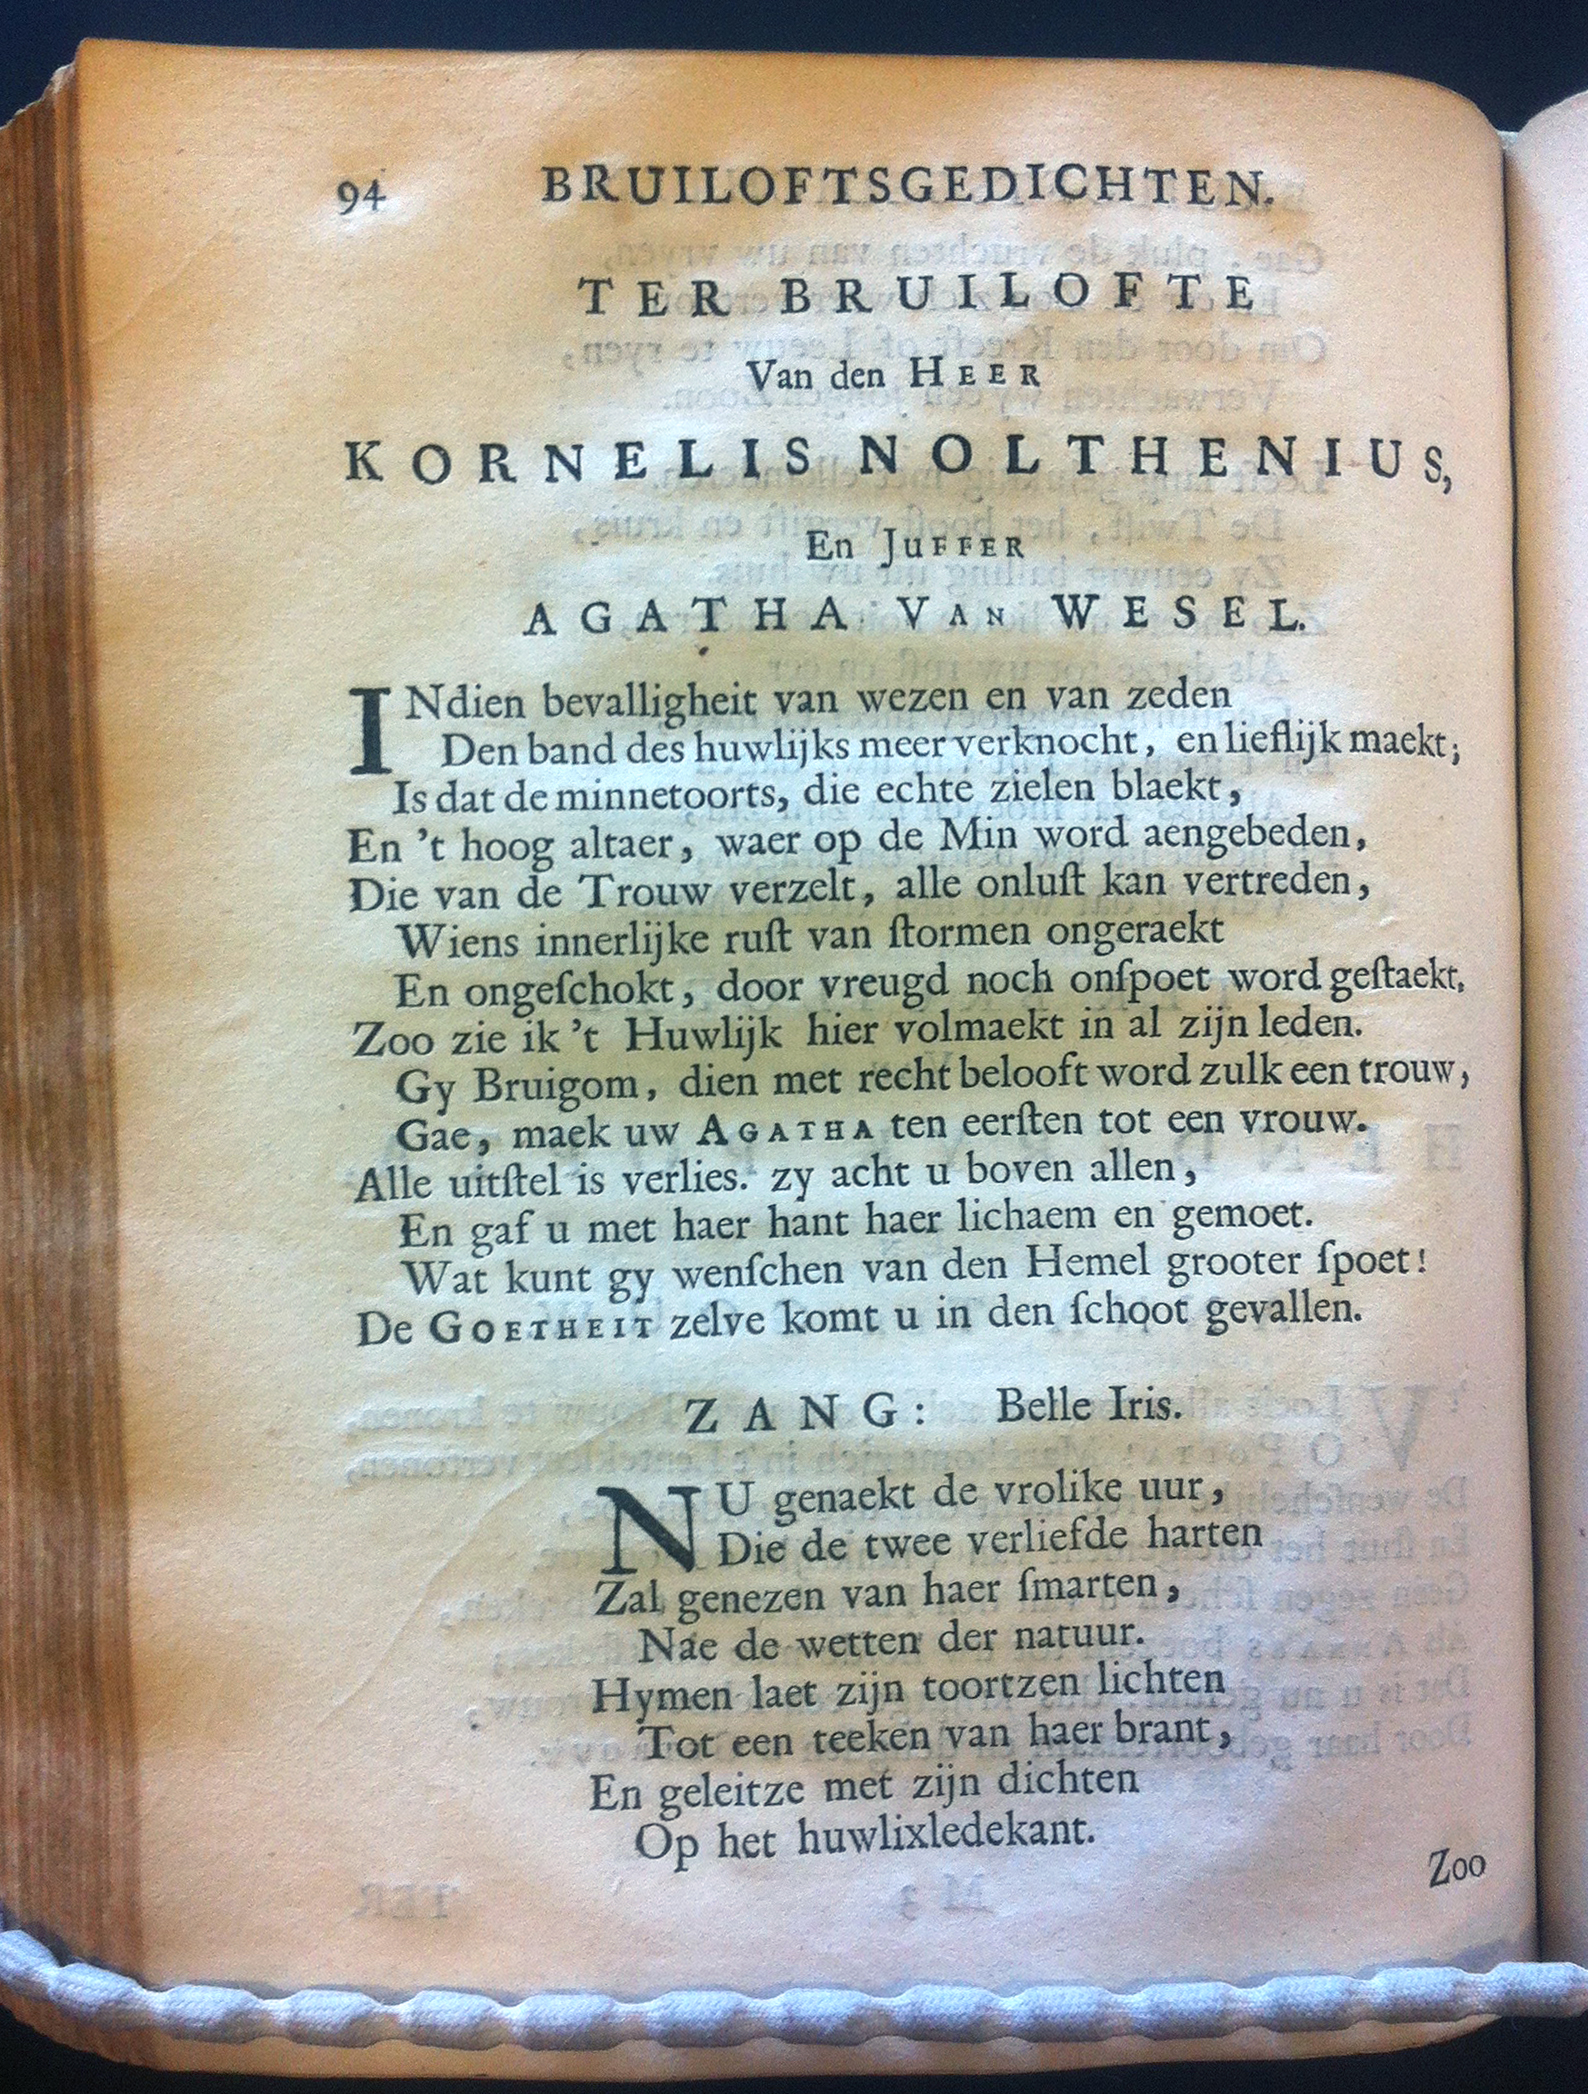 94 BRUILOFTSGEDICHTEN.
TER BRUILOFTE
Van den HEER
KORNELIS NOLTHENIUS,
En JUFFER
AGATHA VAN WESEL.
INdien bevalligheit van wezen en van zeden
Den band des huwlijks meer verknocht, en lieflijk maekt;
Is dat de minnetoorts, die echte zielen blaekt,
En 't hoog altaer, waer op de Min word aengebeden,
Die van de Trouw verzelt, alle onluſt kan vertreden,
Wiens innerlijke ruſt van ſtormen ongeraekt
En ongeſchokt, door vreugd noch onſpoet word geſtaekt.
Zoo zie ik 't Huwlijk hier volmaekt in al zijn leden.
Gy Bruigom, dien met recht belooft word zulk een trouw,
Gae, maek uw AGATHA ten eerſten tot een vrouw.
Alle uitſtel is verlies. zy acht u boven allen,
En gaf u met haer hant haer lichaem en gemoet.
Wat kunt gy wenſchen van den Hemel grooter ſpoet!
De GOETHEIT zelve komt u in den ſchoot gevallen.
ZANG: Belle Iris.
NU genaekt de vrolike uur,
Die de twee verliefde harten
Zal genezen van haer ſmarten,
Nae de wetten der natuur.
Hymen laet zijn toortzen lichten
Tot een teeken van haer brant,
En geleitze met zijn dichten
Op het huwlixledekant.
Zoo